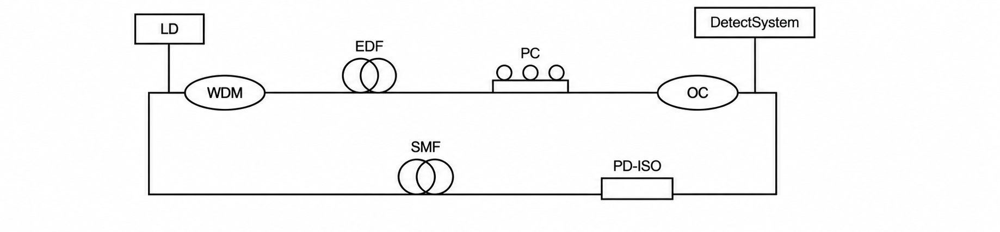 LD
DetectSystem
EDF
PC
WDM
OC
SMF
PD-ISO